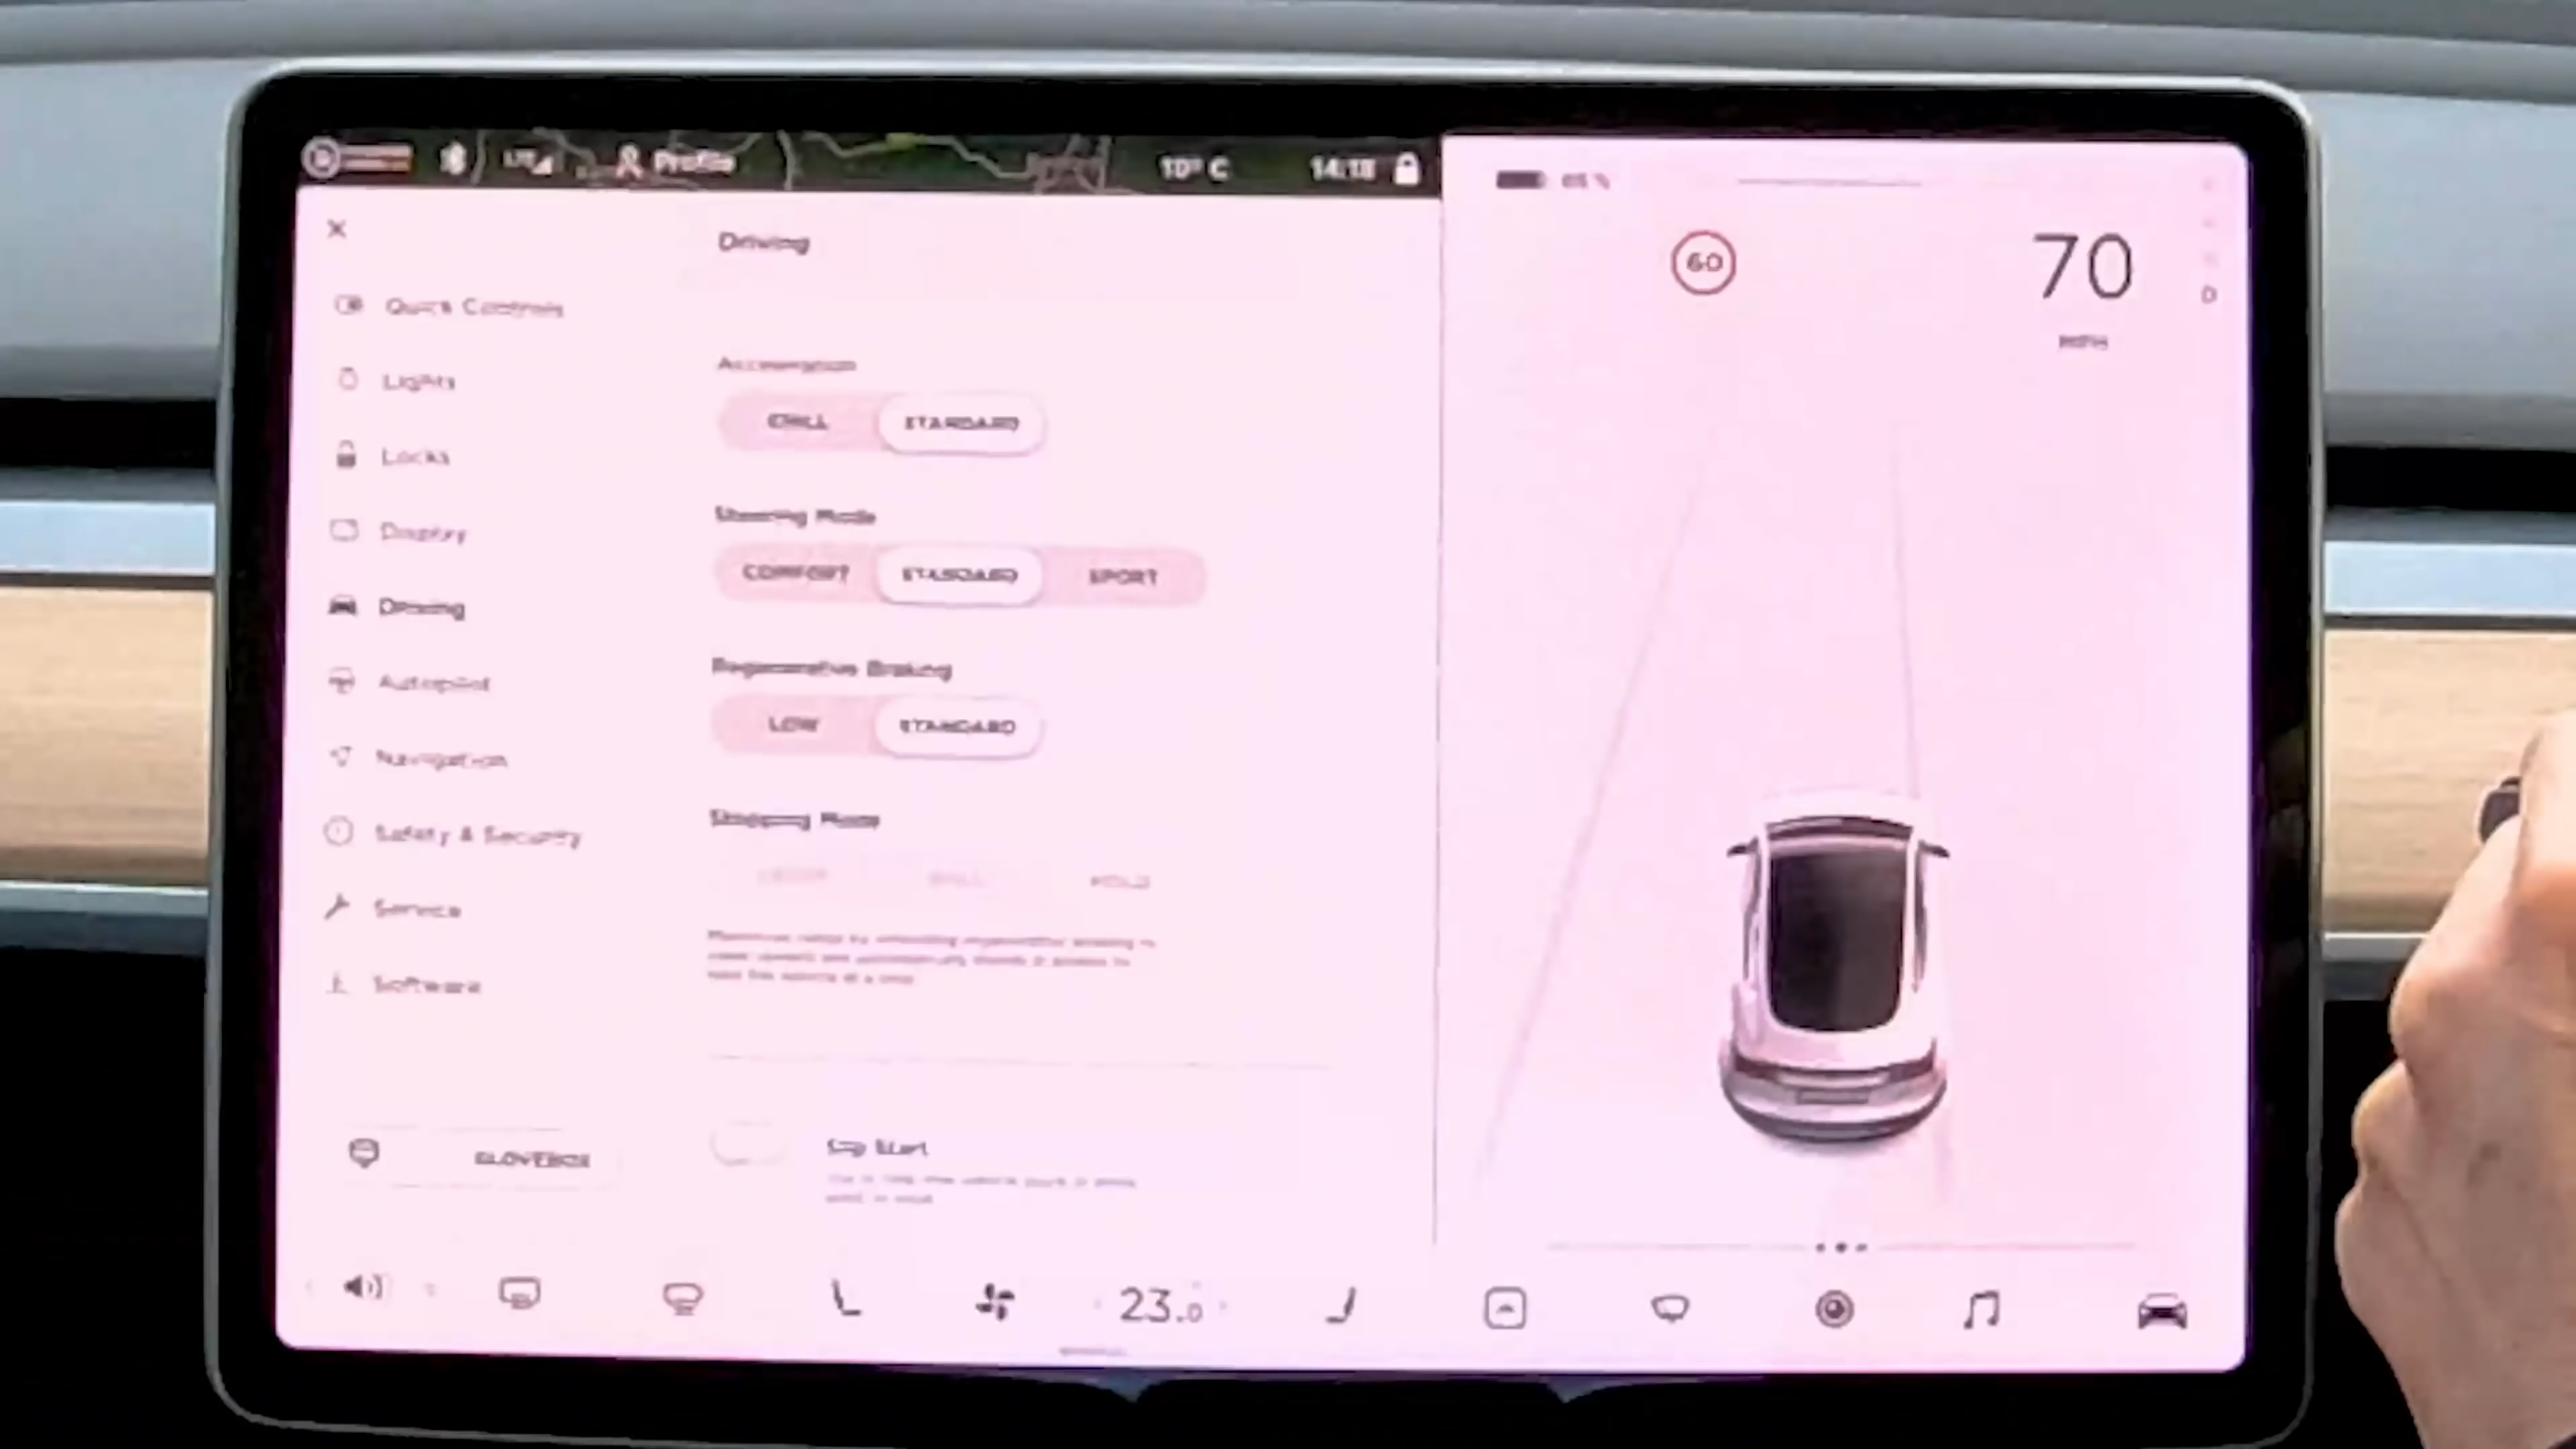 LTE
Profile
10° C
14:18
Driving
Quick Controls
Lights
Locks
Display
Driving
Autopilot
Navigation
Safety & Security
Service
Software
GLOVEBOX
Acceleration
CHILL STANDARD
Steering Mode
COMFORT STANDARD SPORT
Regenerative Braking
LOW STANDARD
Stopping Mode
HOLD
Slip Start
60
70
MPH
D
23.0